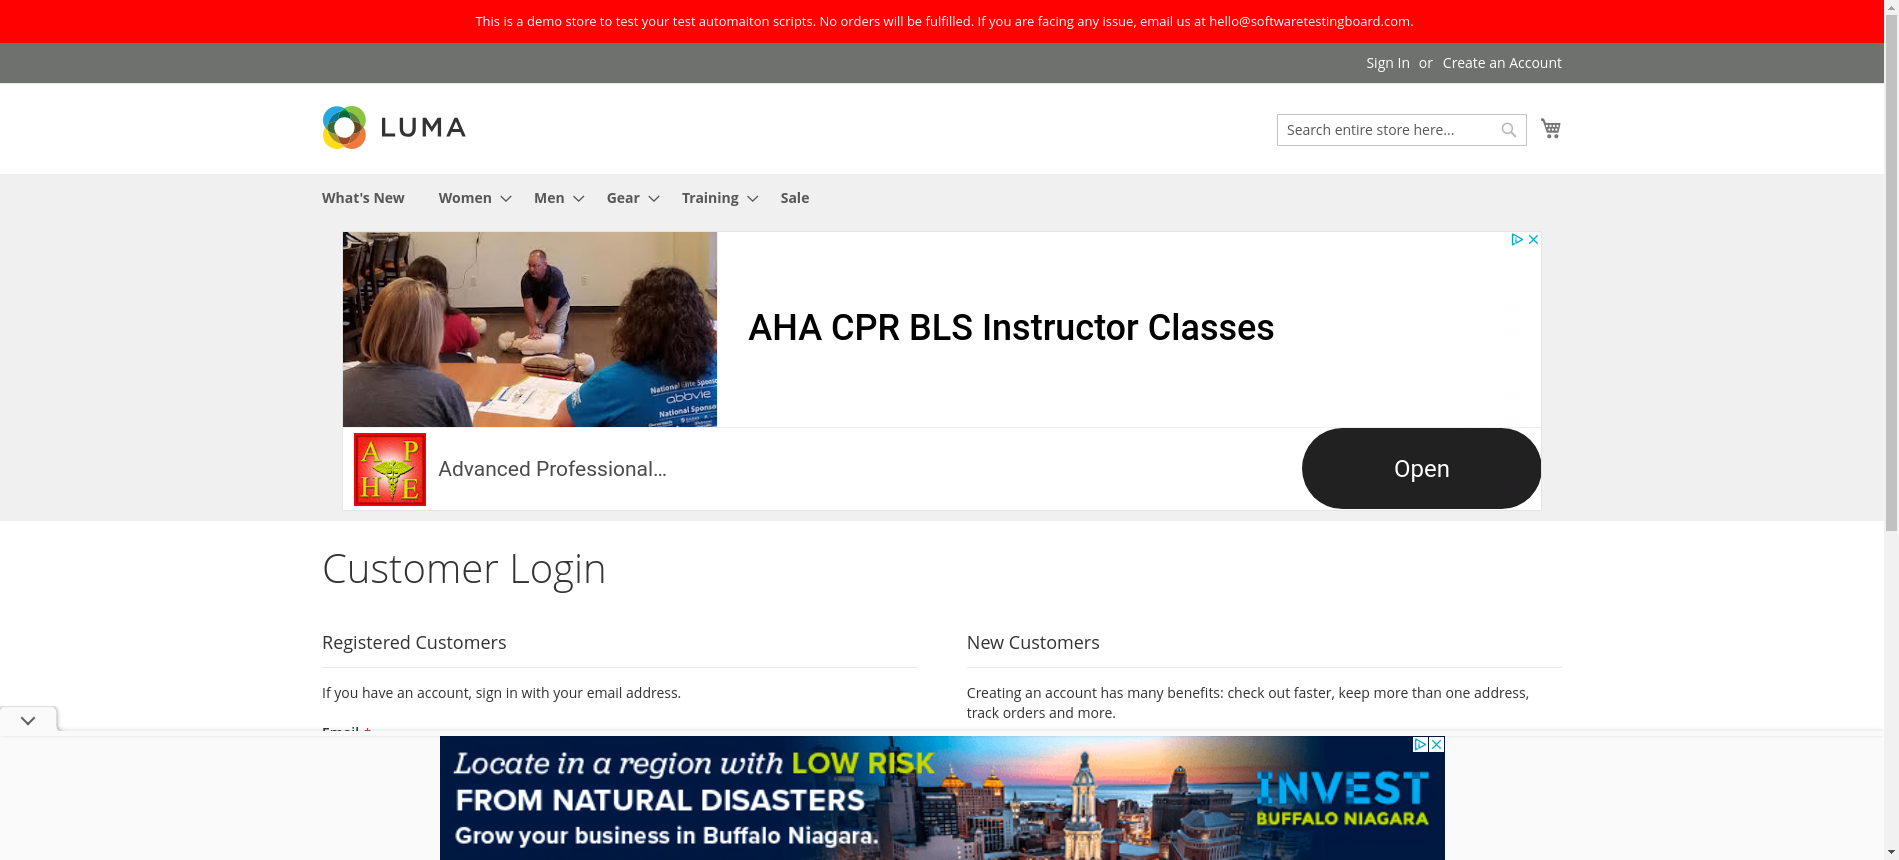 This is a demo store to test your test automaiton scripts. No orders will be fulfilled. If you are facing any issue, email us at hello@softwaretestingboard.com.
Sign In or Create an Account
LUMA
Search entire store here...
What's New Women Men Gear Training Sale
National Elite Sponso
abbvie
National Sponso
AHA CPR BLS Instructor Classes
A P
H E
Advanced Professional...
Open
Customer Login
Registered Customers
If you have an account, sign in with your email address.
Email *
New Customers
Creating an account has many benefits: check out faster, keep more than one address,
track orders and more.
Locate in a region with LOW RISK
FROM NATURAL DISASTERS
Grow your business in Buffalo Niagara.
INVEST
BUFFALO NIAGARA